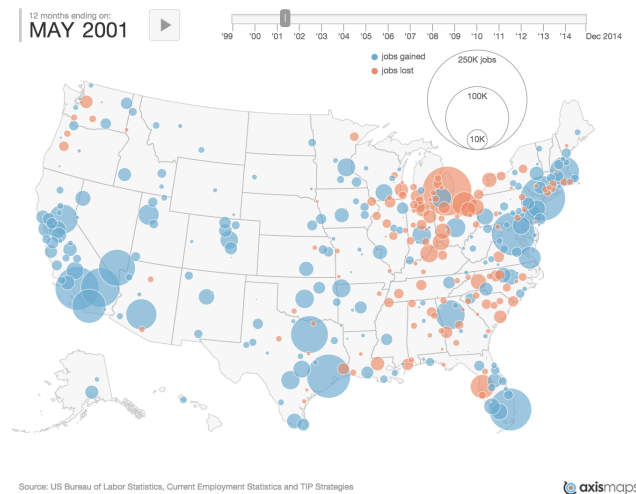 12 months ending on:
MAY 2001
'99 '00 '01 '02 '03 '04 '05 '06 '07 '08 '09 '10 '11 '12 '13 '14 Dec 2014
jobs gained
jobs lost
250K jobs
100K
10K
Source: US Bureau of Labor Statistics, Current Employment Statistics and TIP Strategies
axismaps